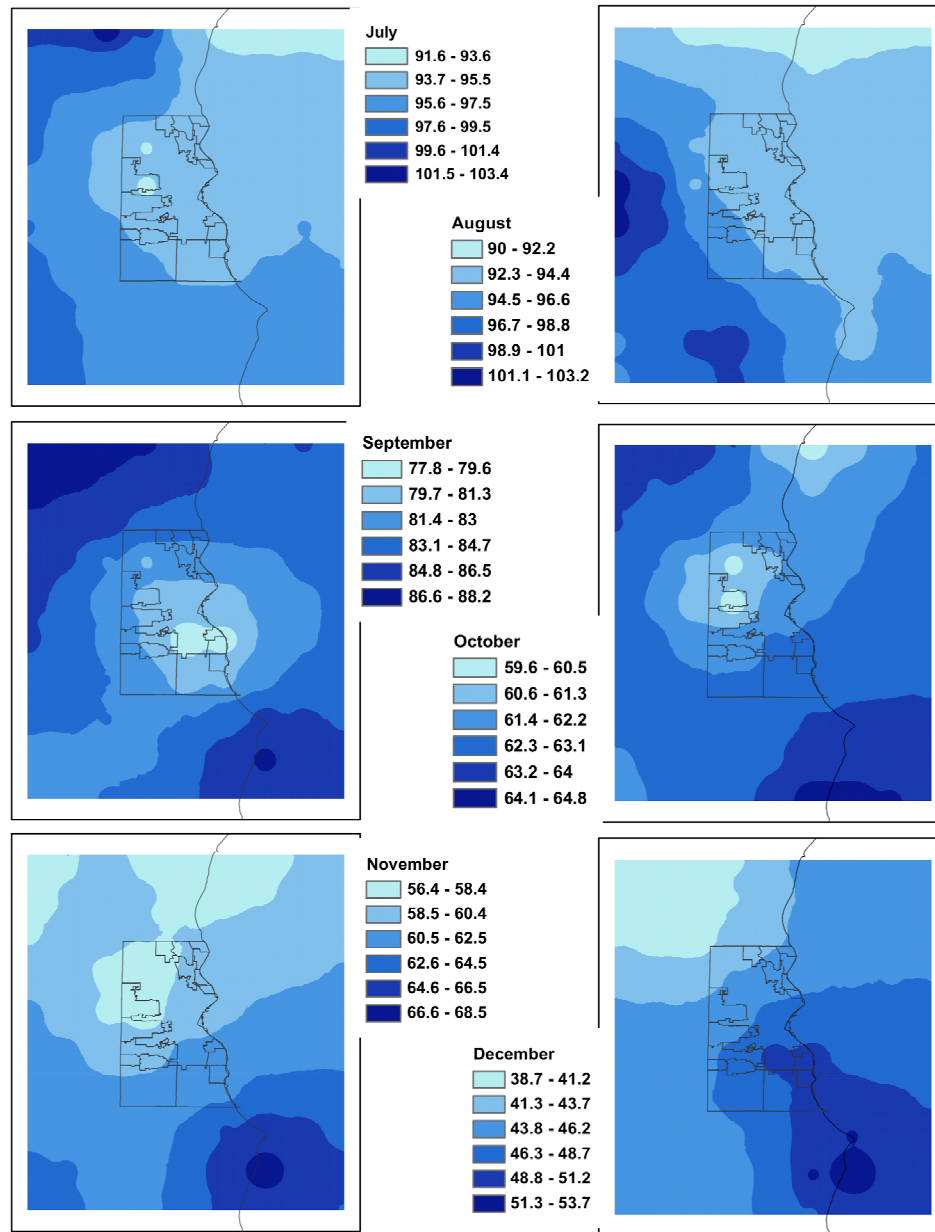 July
91.6 - 93.6
93.7 - 95.5
95.6 - 97.5
97.6 - 99.5
99.6 - 101.4
101.5 - 103.4
August
90 - 92.2
92.3 - 94.4
94.5 - 96.6
96.7 - 98.8
98.9 - 101
101.1 - 103.2
September
77.8 - 79.6
79.7 - 81.3
81.4 - 83
83.1 - 84.7
84.8 - 86.5
86.6 - 88.2
October
59.6 - 60.5
60.6 - 61.3
61.4 - 62.2
62.3 - 63.1
63.2 - 64
64.1 - 64.8
November
56.4 - 58.4
58.5 - 60.4
60.5 - 62.5
62.6 - 64.5
64.6 - 66.5
66.6 - 68.5
December
38.7 - 41.2
41.3 - 43.7
43.8 - 46.2
46.3 - 48.7
48.8 - 51.2
51.3 - 53.7